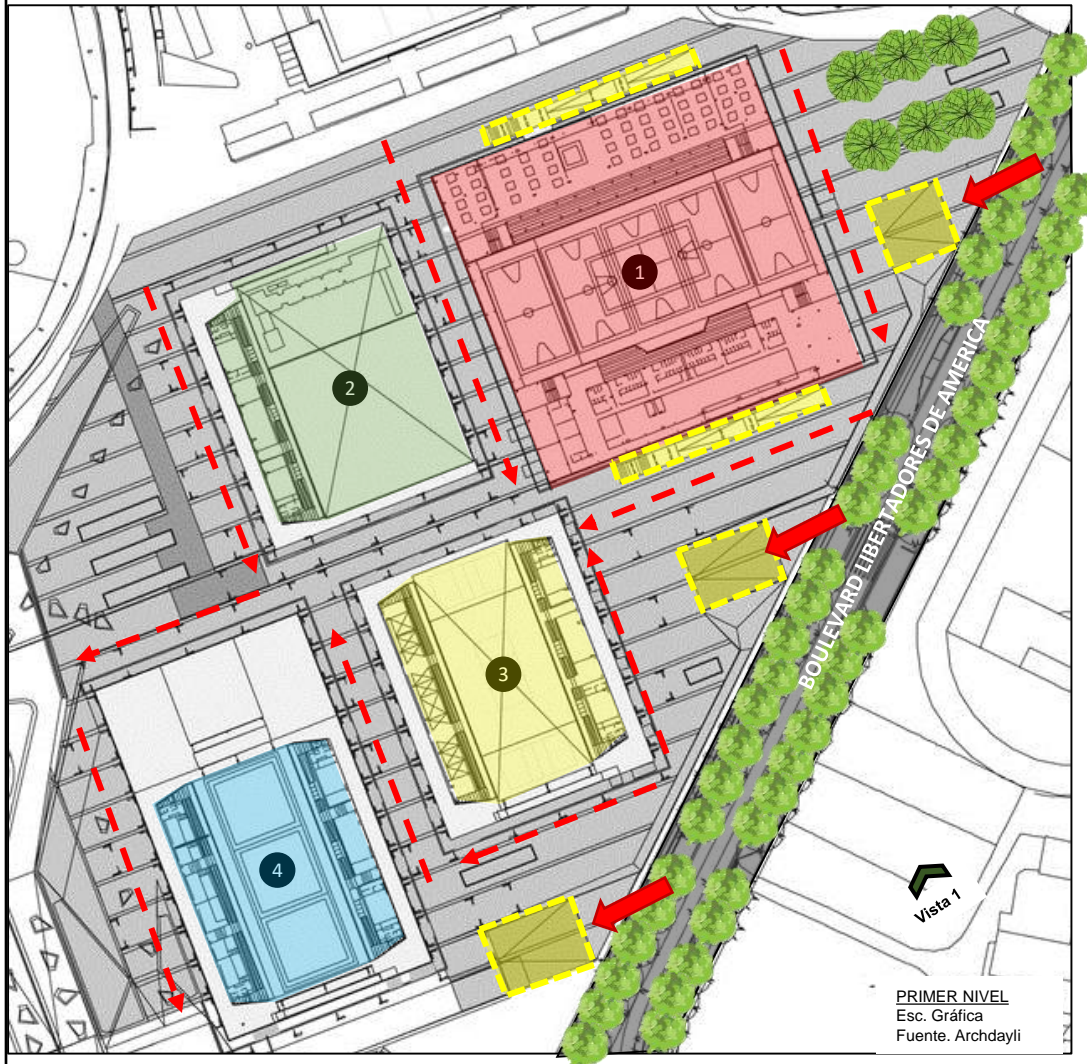 1
2
3
4
BOULEVARD LIBERTADORES DE AMERICA
Vista 1
PRIMER NIVEL
Esc. Gráfica
Fuente. Archdayli